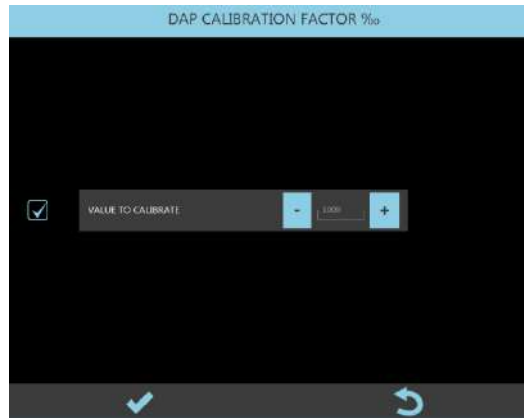 DAP CALIBRATION FACTOR ‰
VALUE TO CALIBRATE - 1000 +